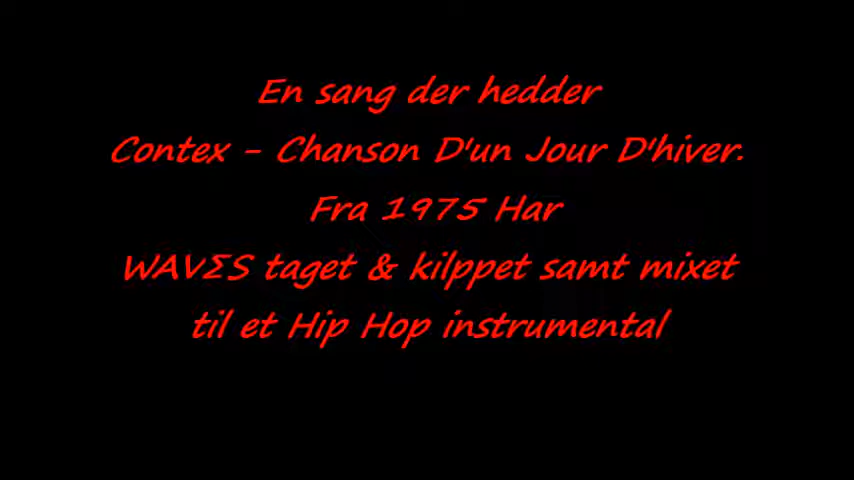 En sang der hedder
Contex - Chanson D'un Jour D'hiver.
Fra 1975 Har
WAVΣS taget & kilppet samt mixet
til et Hip Hop instrumental